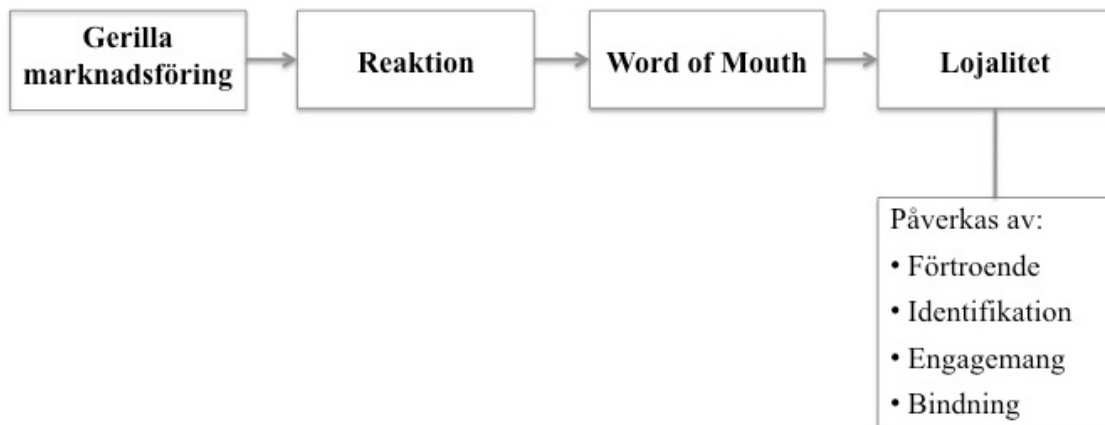 Gerilla
marknadsföring
Reaktion
Word of Mouth
Lojalitet
Påverkas av:
• Förtroende
• Identifikation
• Engagemang
• Bindning